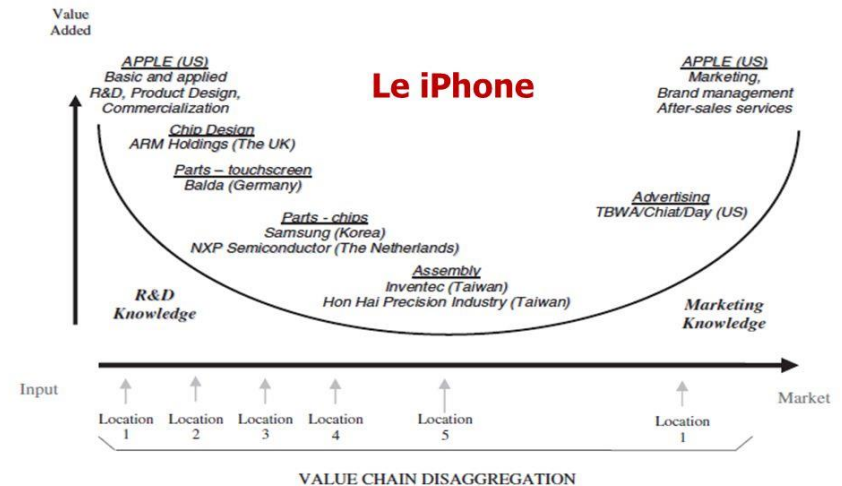 Value
Added
Le iPhone
APPLE (US)
Basic and applied
R&D, Product Design,
Commercialization
Chip Design
ARM Holdings (The UK)
Parts – touchscreen
Balda (Germany)
Parts - chips
Samsung (Korea)
NXP Semiconductor (The Netherlands)
Assembly
Inventec (Taiwan)
Hon Hai Precision Industry (Taiwan)
APPLE (US)
Marketing,
Brand management
After-sales services
Advertising
TBWA/Chiat/Day (US)
R&D
Knowledge
Marketing
Knowledge
Input
Market
Location
1
Location
2
Location
3
Location
4
Location
5
Location
1
VALUE CHAIN DISAGGREGATION